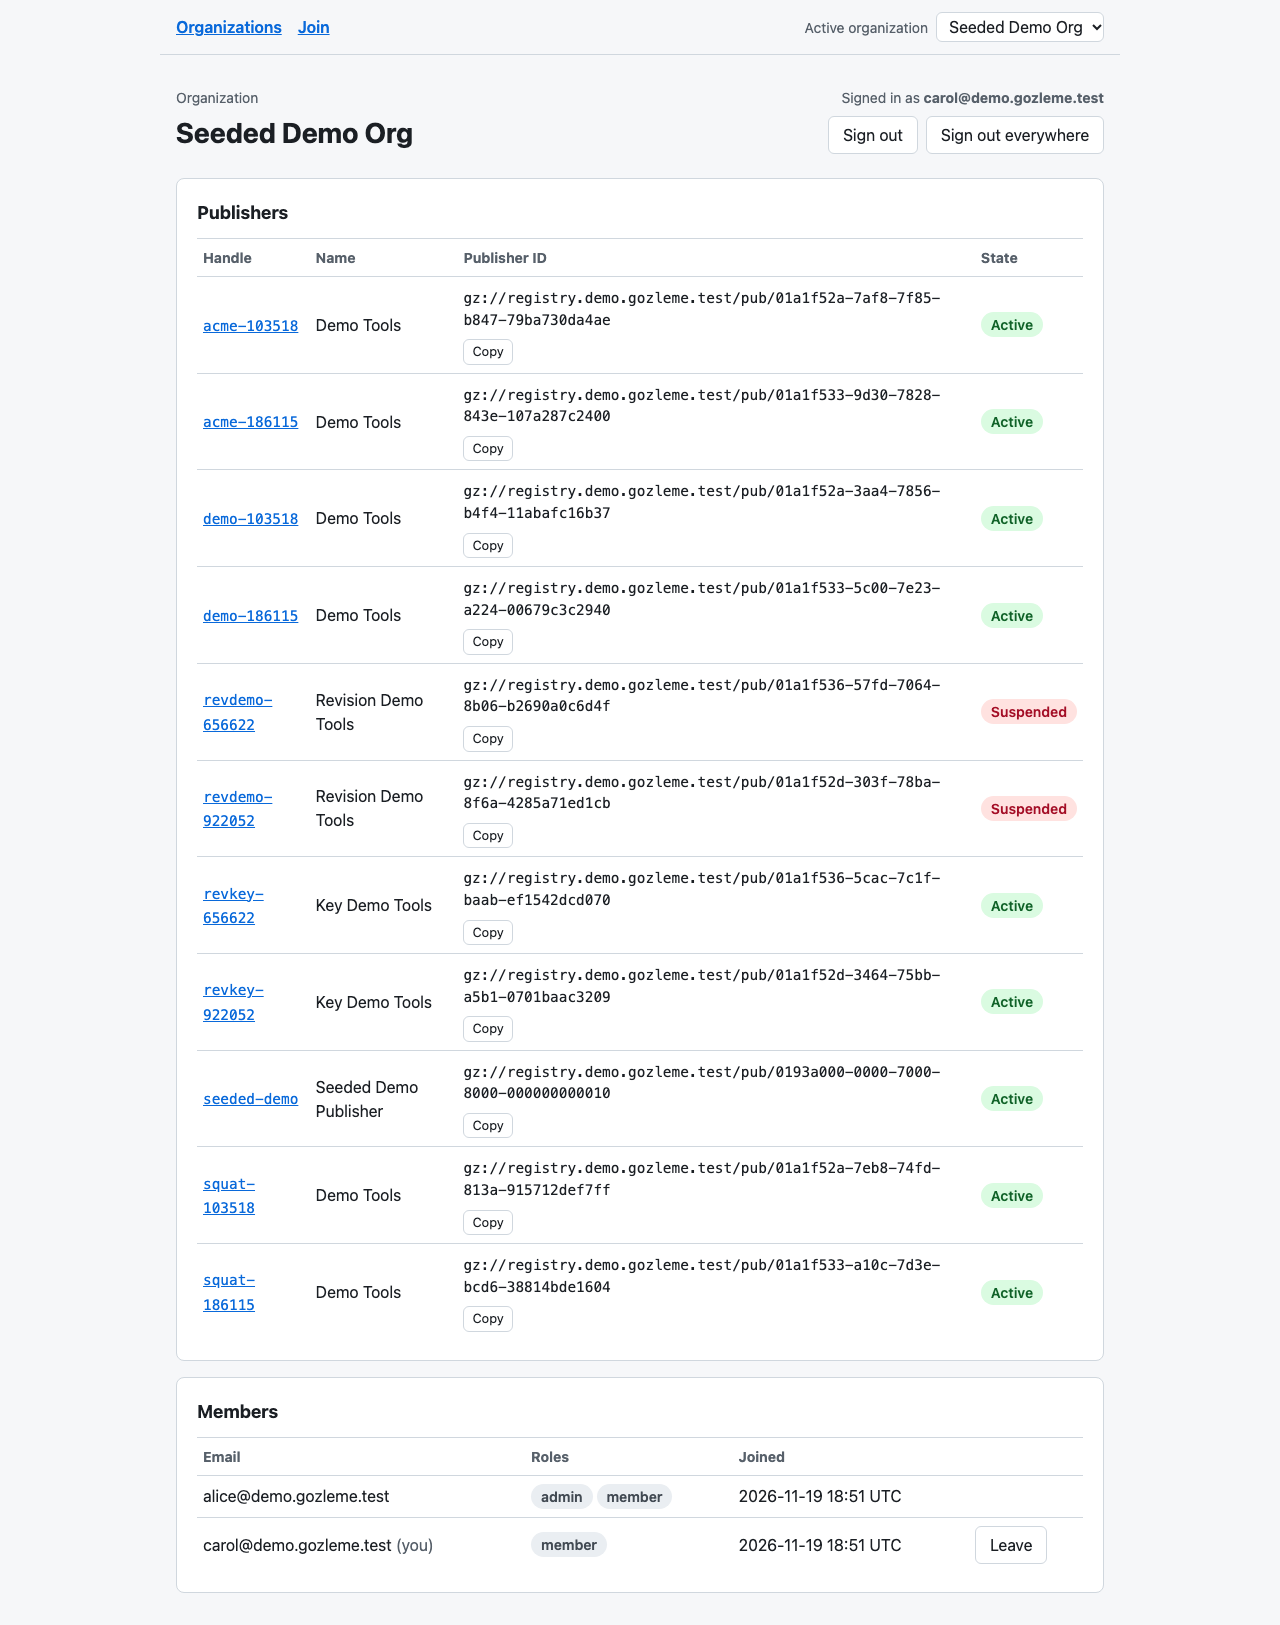 Organizations Join Active organization Seeded Demo Org
Organization Signed in as carol@demo.gozleme.test
Seeded Demo Org Sign out Sign out everywhere
Publishers
Handle Name Publisher ID State
acme-103518 Demo Tools gz://registry.demo.gozleme.test/pub/01a1f52a-7af8-7f85-
b847-79ba730da4ae
Copy
Active
acme-186115 Demo Tools gz://registry.demo.gozleme.test/pub/01a1f533-9d30-7828-
843e-107a287c2400
Copy
Active
demo-103518 Demo Tools gz://registry.demo.gozleme.test/pub/01a1f52a-3aa4-7856-
b4f4-11abafc16b37
Copy
Active
demo-186115 Demo Tools gz://registry.demo.gozleme.test/pub/01a1f533-5c00-7e23-
a224-00679c3c2940
Copy
Active
revdemo-
656622
Revision Demo
Tools
gz://registry.demo.gozleme.test/pub/01a1f536-57fd-7064-
8b06-b2690a0c6d4f
Copy
Suspended
revdemo-
922052
Revision Demo
Tools
gz://registry.demo.gozleme.test/pub/01a1f52d-303f-78ba-
8f6a-4285a71ed1cb
Copy
Suspended
revkey-
656622
Key Demo Tools
gz://registry.demo.gozleme.test/pub/01a1f536-5cac-7c1f-
baab-ef1542dcd070
Copy
Active
revkey-
922052
Key Demo Tools
gz://registry.demo.gozleme.test/pub/01a1f52d-3464-75bb-
a5b1-0701baac3209
Copy
Active
seeded-demo
Seeded Demo
Publisher
gz://registry.demo.gozleme.test/pub/0193a000-0000-7000-
8000-000000000010
Copy
Active
squat-
103518
Demo Tools
gz://registry.demo.gozleme.test/pub/01a1f52a-7eb8-74fd-
813a-915712def7ff
Copy
Active
squat-
186115
Demo Tools
gz://registry.demo.gozleme.test/pub/01a1f533-a10c-7d3e-
bcd6-38814bde1604
Copy
Active
Members
Email Roles Joined
alice@demo.gozleme.test admin member 2026-11-19 18:51 UTC
carol@demo.gozleme.test (you) member 2026-11-19 18:51 UTC Leave